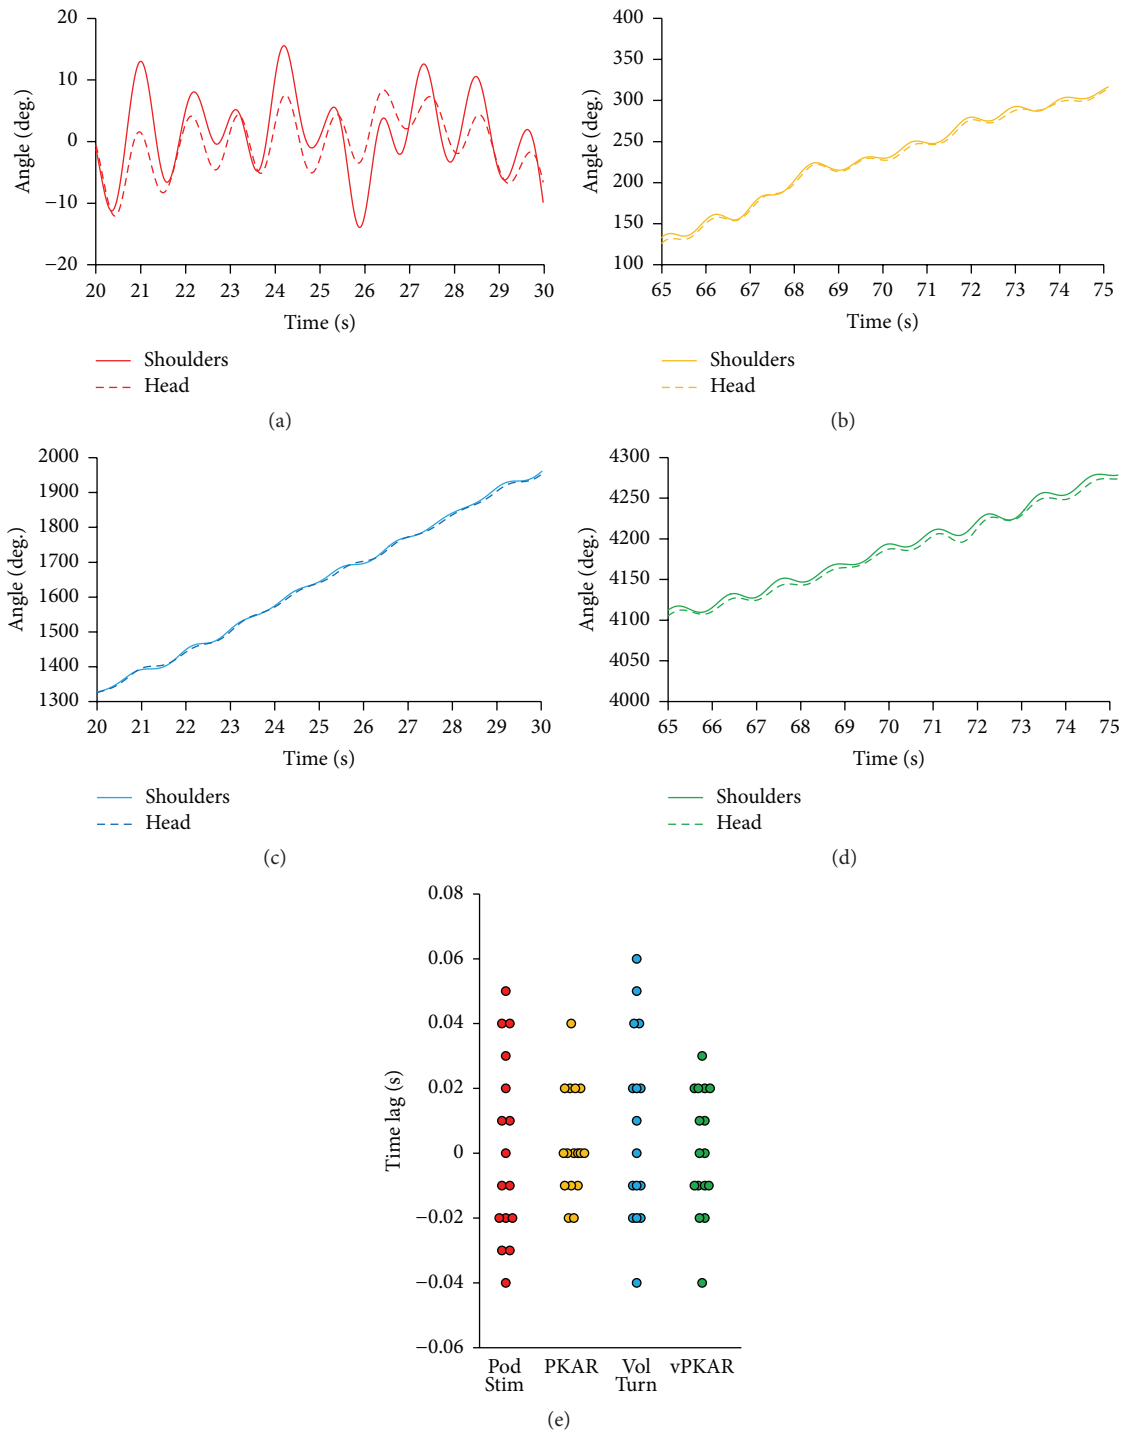 20
10
0
−10
−20
Angle (deg.)
20 21 22 23 24 25 26 27 28 29 30
Time (s)
Shoulders
Head
(a)
400
350
300
250
200
150
100
Angle (deg.)
65 66 67 68 69 70 71 72 73 74 75
Time (s)
Shoulders
Head
(b)
2000
1900
1800
1700
1600
1500
1400
1300
Angle (deg.)
20 21 22 23 24 25 26 27 28 29 30
Time (s)
Shoulders
Head
(c)
4300
4250
4200
4150
4100
4050
4000
Angle (deg.)
65 66 67 68 69 70 71 72 73 74 75
Time (s)
Shoulders
Head
(d)
0.08
0.06
0.04
0.02
0
−0.02
−0.04
−0.06
Time lag (s)
Pod
Stim
PKAR
Vol
Turn
vPKAR
(e)